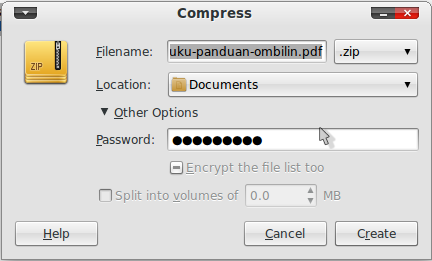 Compress
Filename: uku-panduan-ombilin.pdf .zip
ZIP
Location: Documents
Other Options
Password: ●●●●●●●●●
Encrypt the file list too
Split into volumes of 0.0 MB
Help Cancel Create